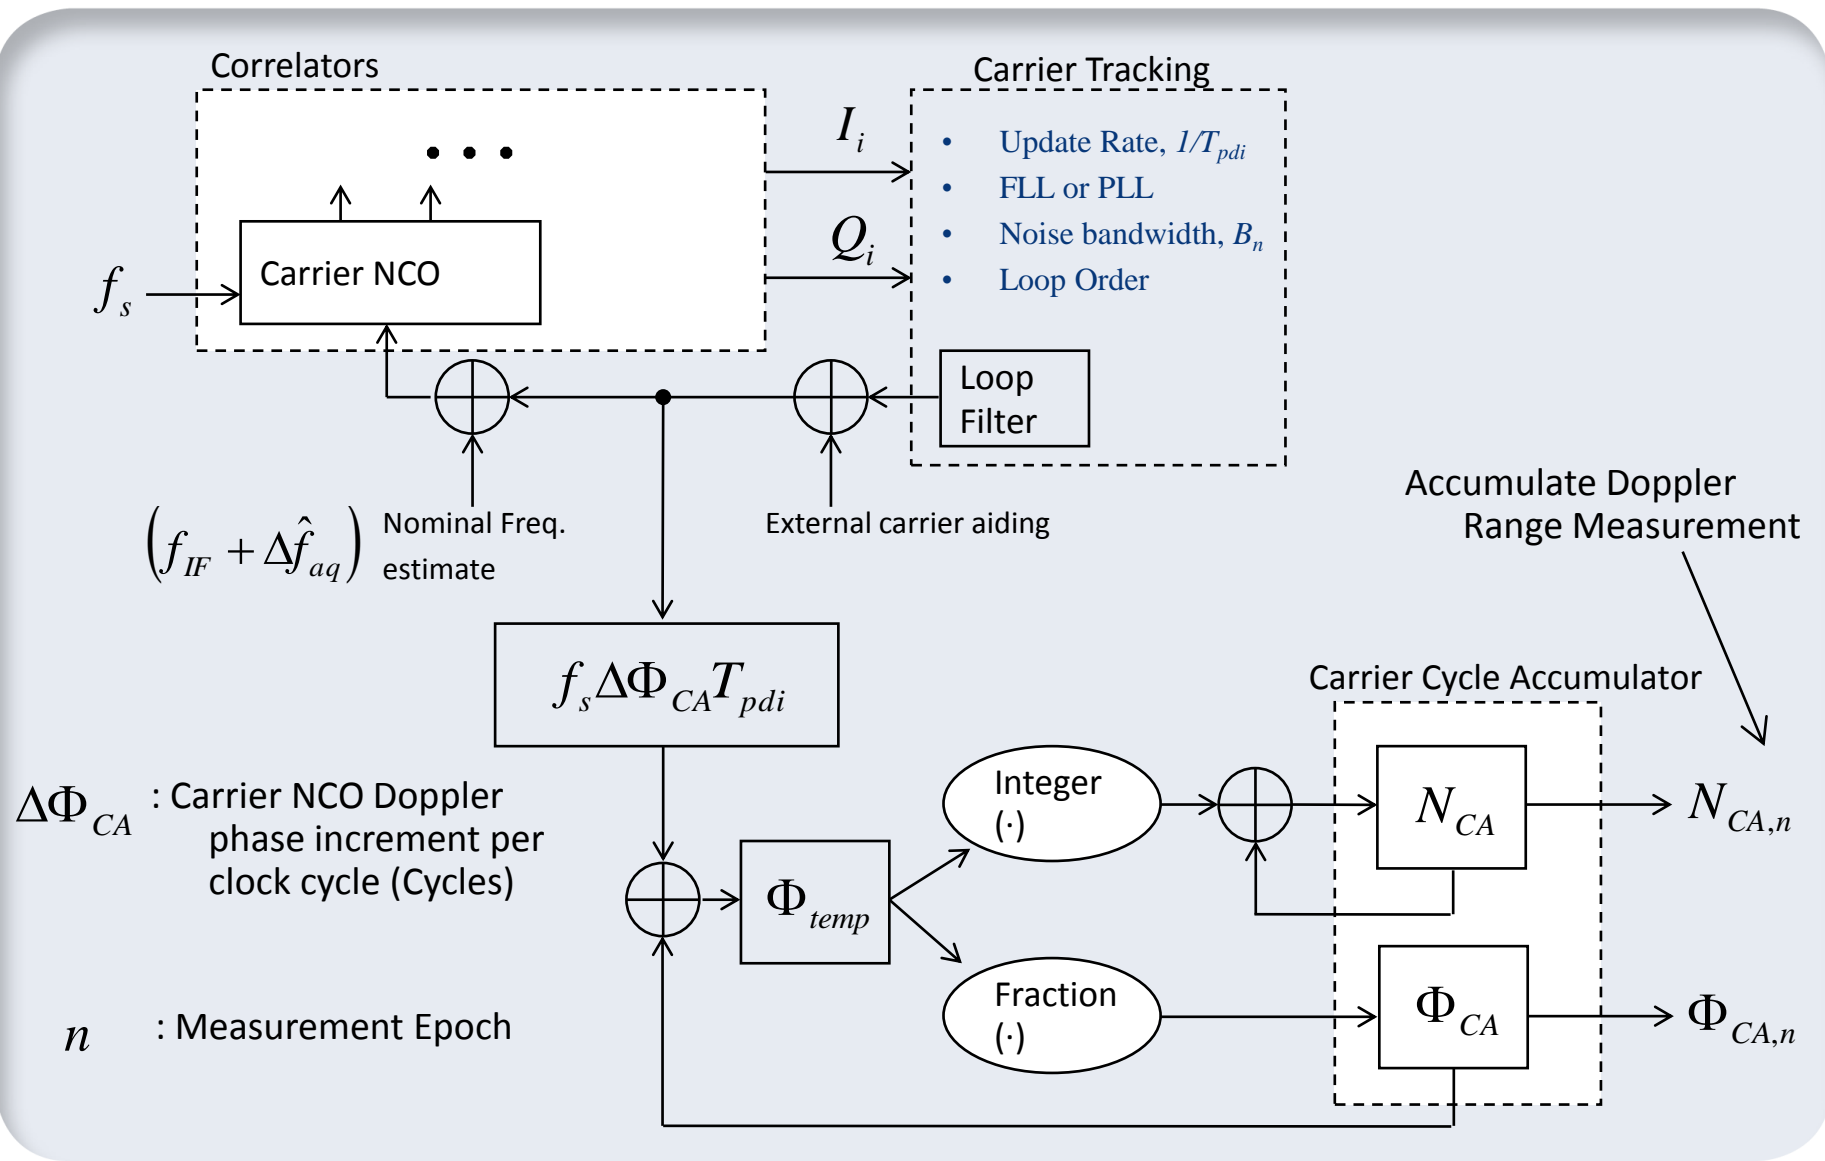 Correlators
Carrier Tracking
I_i
• Update Rate, 1/T_pdi
• FLL or PLL
Q_i
• Noise bandwidth, B_n
• Loop Order
Carrier NCO
f_s
Loop
Filter
(f_IF + Δf̂_aq)
Nominal Freq.
estimate
External carrier aiding
Accumulate Doppler
Range Measurement
f_s ΔΦ_CA T_pdi
Carrier Cycle Accumulator
ΔΦ_CA : Carrier NCO Doppler
phase increment per
clock cycle (Cycles)
Integer
(·)
N_CA
N_CA,n
Φ_temp
Fraction
(·)
Φ_CA
Φ_CA,n
n : Measurement Epoch